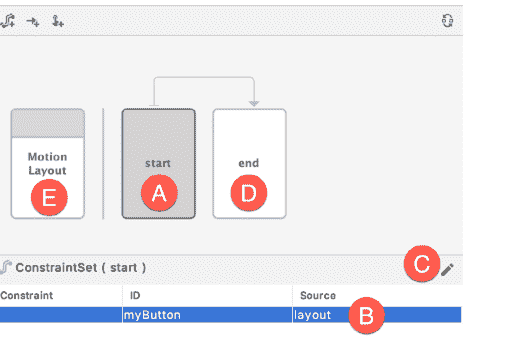 Motion
Layout
E
start
A
end
D
C
ConstraintSet ( start )
Constraint ID Source
myButton layout B